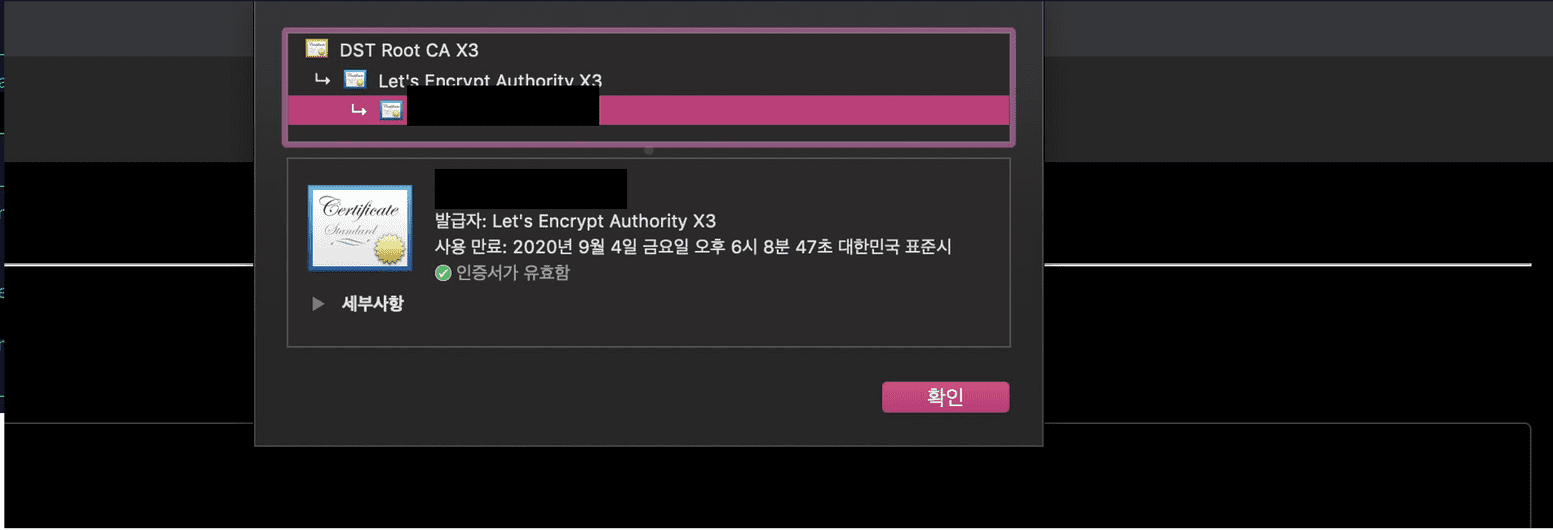 DST Root CA X3
Let's Encrypt Authority X3
Certificate
Standard
발급자: Let's Encrypt Authority X3
사용 만료: 2020년 9월 4일 금요일 오후 6시 8분 47초 대한민국 표준시
인증서가 유효함
세부사항
확인